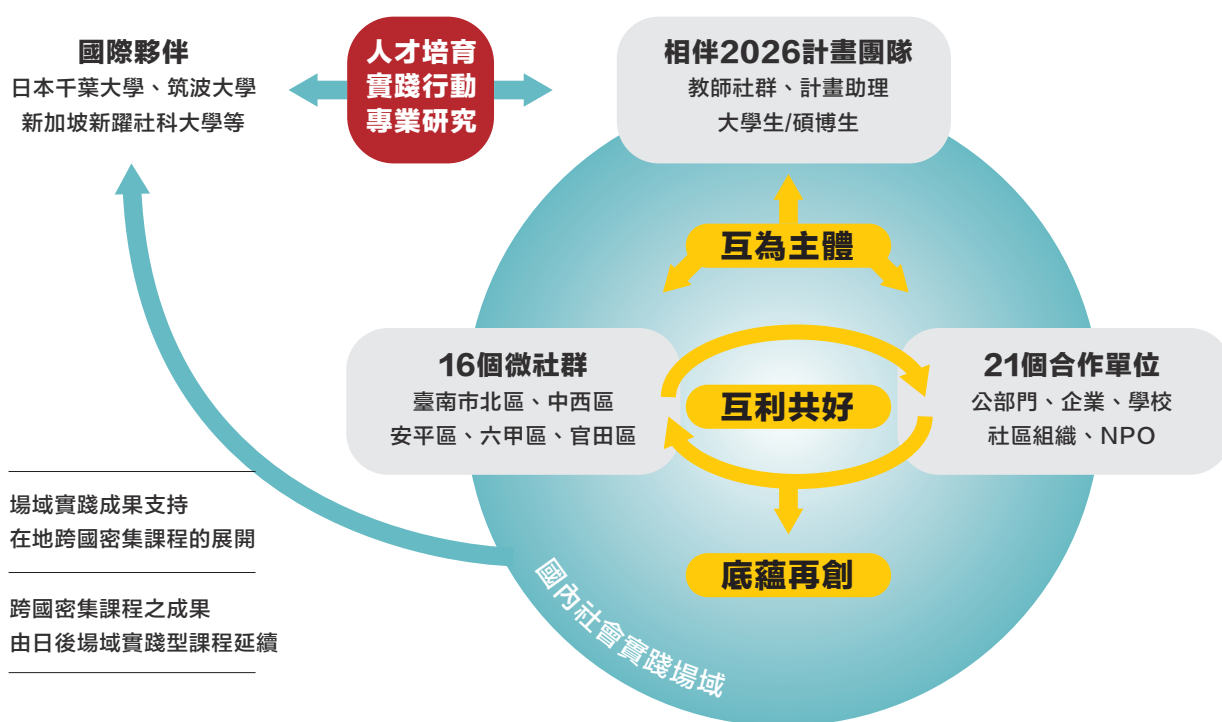 國際夥伴
日本千葉大學、筑波大學
新加坡新躍社科大學等
人才培育
實踐行動
專業研究
相伴2026計畫團隊
教師社群、計畫助理
大學生/碩博生
互為主體
16個微社群
臺南市北區、中西區
安平區、六甲區、官田區
互利共好
21個合作單位
公部門、企業、學校
社區組織、NPO
底蘊再創
國內社會實踐場域
場域實踐成果支持
在地跨國密集課程的展開
跨國密集課程之成果
由日後場域實踐型課程延續